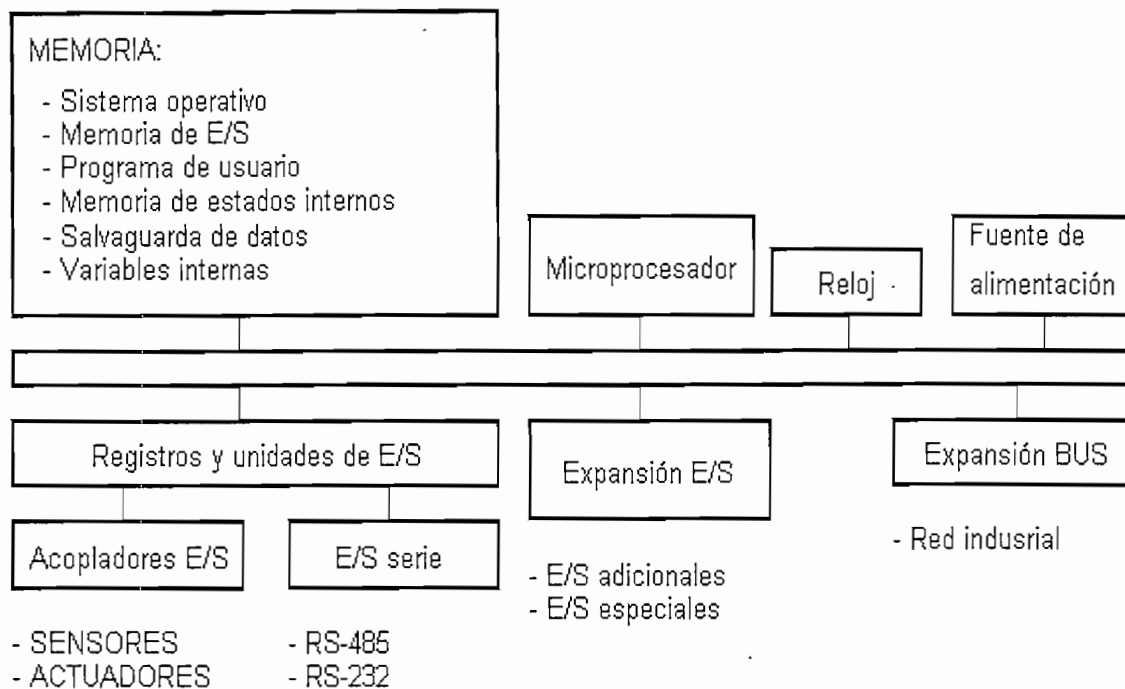 MEMORIA:
- Sistema operativo
- Memoria de E/S
- Programa de usuario
- Memoria de estados internos
- Salvaguarda de datos
- Variables internas
Microprocesador
Reloj
Fuente de
alimentación
Registros y unidades de E/S
Expansión E/S
Expansión BUS
Acopladores E/S
E/S serie
- Red indusrial
- E/S adicionales
- E/S especiales
- SENSORES
- ACTUADORES
- RS-485
- RS-232